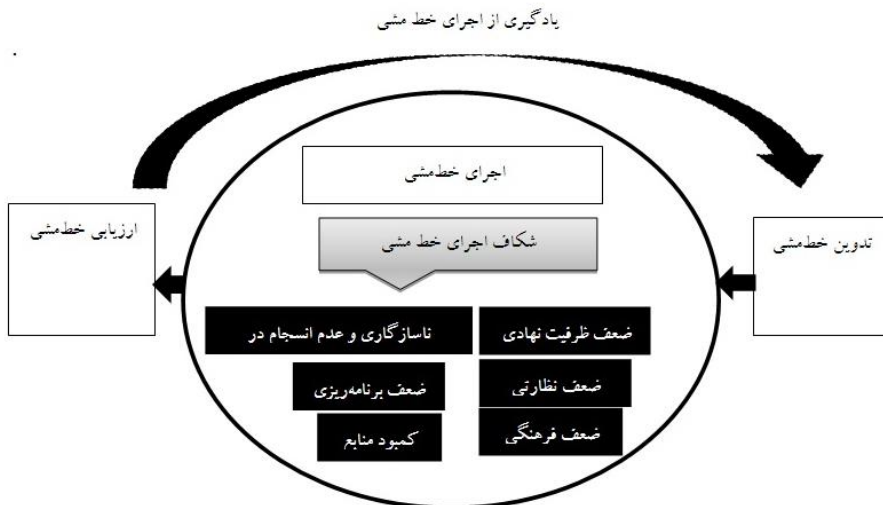 یادگیری از اجرای خط مشی
اجرای خط‌مشی
تدوین خط‌مشی
شکاف اجرای خط مشی
ارزیابی خط‌مشی
ضعف ظرفیت نهادی
ناسازگاری و عدم انسجام در
ضعف نظارتی
ضعف برنامه‌ریزی
ضعف فرهنگی
کمبود منابع